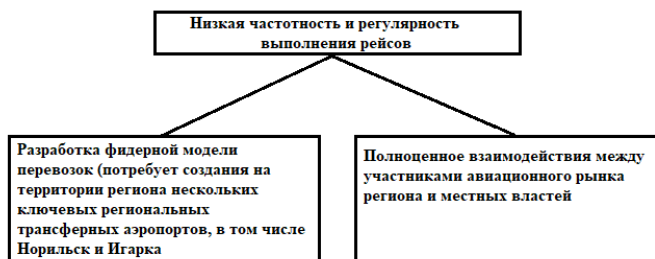 Низкая частотность и регулярность
выполнения рейсов
Разработка фидерной модели
перевозок (потребует создания на
территории региона нескольких
ключевых региональных
трансферных аэропортов, в том числе
Норильск и Игарка
Полноценное взаимодействия между
участниками авиационного рынка
региона и местных властей